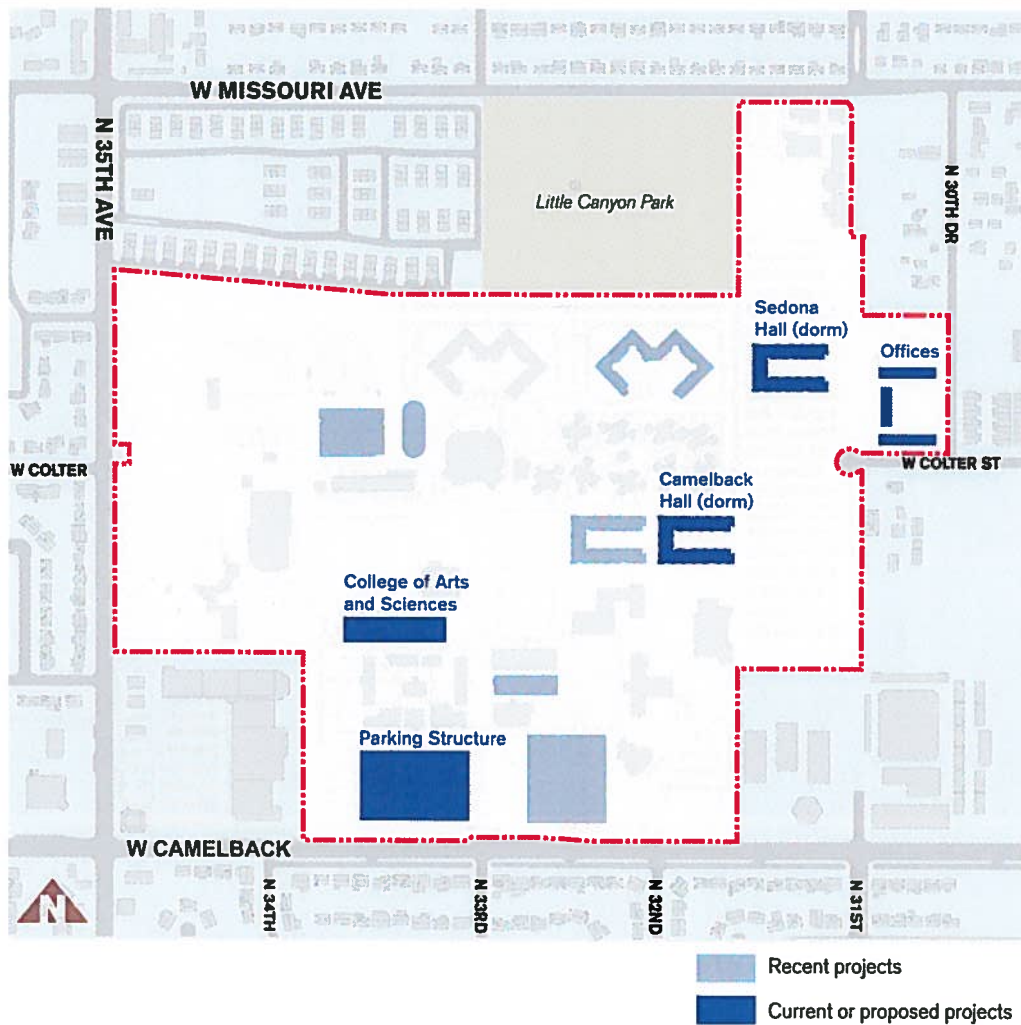 W MISSOURI AVE
N 35TH AVE
Little Canyon Park
N 30TH DR
Sedona
Hall (dorm)
Offices
W COLTER
W COLTER ST
Camelback
Hall (dorm)
College of Arts
and Sciences
Parking Structure
W CAMELBACK
N
N 34TH
N 33RD
N 32ND
N 31ST
Recent projects
Current or proposed projects